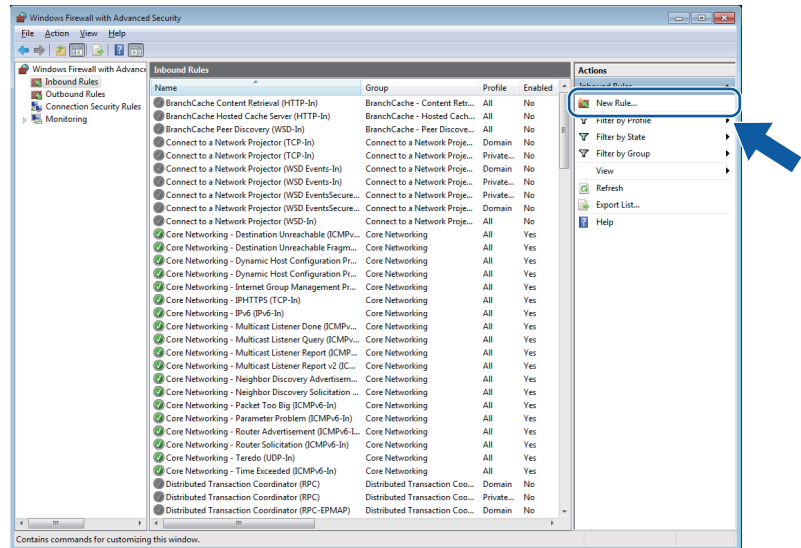 Windows Firewall with Advanced Security
File Action View Help
Windows Firewall with Advance
Inbound Rules
Outbound Rules
Connection Security Rules
Monitoring
Inbound Rules
Name Group Profile Enabled
BranchCache Content Retrieval (HTTP-In) BranchCache - Content Retr... All No
BranchCache Hosted Cache Server (HTTP-In) BranchCache - Hosted Cach... All No
BranchCache Peer Discovery (WSD-In) BranchCache - Peer Discove... All No
Connect to a Network Projector (TCP-In) Connect to a Network Proje... Domain No
Connect to a Network Projector (TCP-In) Connect to a Network Proje... Private... No
Connect to a Network Projector (WSD Events-In) Connect to a Network Proje... Domain No
Connect to a Network Projector (WSD Events-In) Connect to a Network Proje... Private... No
Connect to a Network Projector (WSD EventsSecure... Connect to a Network Proje... Private... No
Connect to a Network Projector (WSD EventsSecure... Connect to a Network Proje... Domain No
Connect to a Network Projector (WSD-In) Connect to a Network Proje... All No
Core Networking - Destination Unreachable (ICMPv... Core Networking All Yes
Core Networking - Destination Unreachable Fragm... Core Networking All Yes
Core Networking - Dynamic Host Configuration Pr... Core Networking All Yes
Core Networking - Dynamic Host Configuration Pr... Core Networking All Yes
Core Networking - Internet Group Management Pr... Core Networking All Yes
Core Networking - IPHTTPS (TCP-In) Core Networking All Yes
Core Networking - IPv6 (IPv6-In) Core Networking All Yes
Core Networking - Multicast Listener Done (ICMPv... Core Networking All Yes
Core Networking - Multicast Listener Query (ICMPv... Core Networking All Yes
Core Networking - Multicast Listener Report (ICMP... Core Networking All Yes
Core Networking - Multicast Listener Report v2 (IC... Core Networking All Yes
Core Networking - Neighbor Discovery Advertisem... Core Networking All Yes
Core Networking - Neighbor Discovery Solicitation ... Core Networking All Yes
Core Networking - Packet Too Big (ICMPv6-In) Core Networking All Yes
Core Networking - Parameter Problem (ICMPv6-In) Core Networking All Yes
Core Networking - Router Advertisement (ICMPv6-I... Core Networking All Yes
Core Networking - Router Solicitation (ICMPv6-In) Core Networking All Yes
Core Networking - Teredo (UDP-In) Core Networking All Yes
Core Networking - Time Exceeded (ICMPv6-In) Core Networking All Yes
Distributed Transaction Coordinator (RPC) Distributed Transaction Coo... Domain No
Distributed Transaction Coordinator (RPC) Distributed Transaction Coo... Private... No
Distributed Transaction Coordinator (RPC-EPMAP) Distributed Transaction Coo... Domain No
Actions
Inbound Rules
New Rule...
Filter by Profile
Filter by State
Filter by Group
View
Refresh
Export List...
Help
Contains commands for customizing this window.